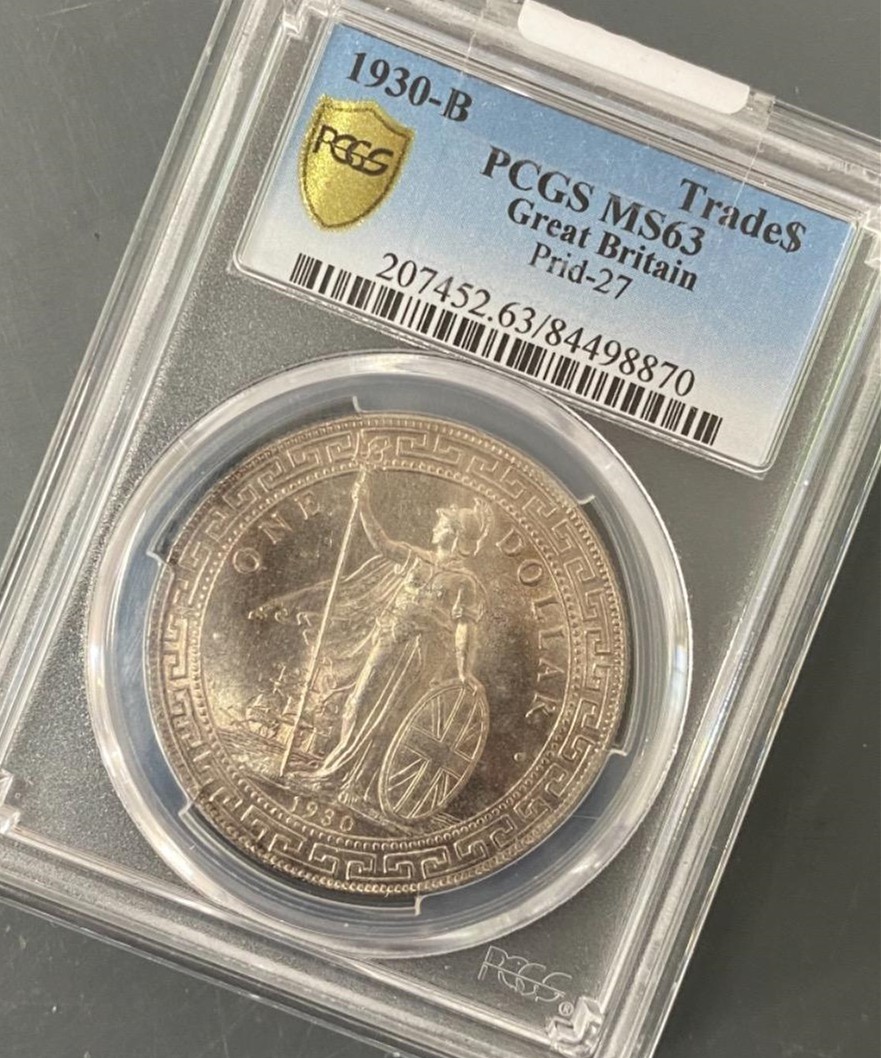 1930-B
Trade$
PCGS MS63
Great Britain
Prid-27
207452.63/84498870
PCGS
ONE DOLLAR
1930
PCGS®